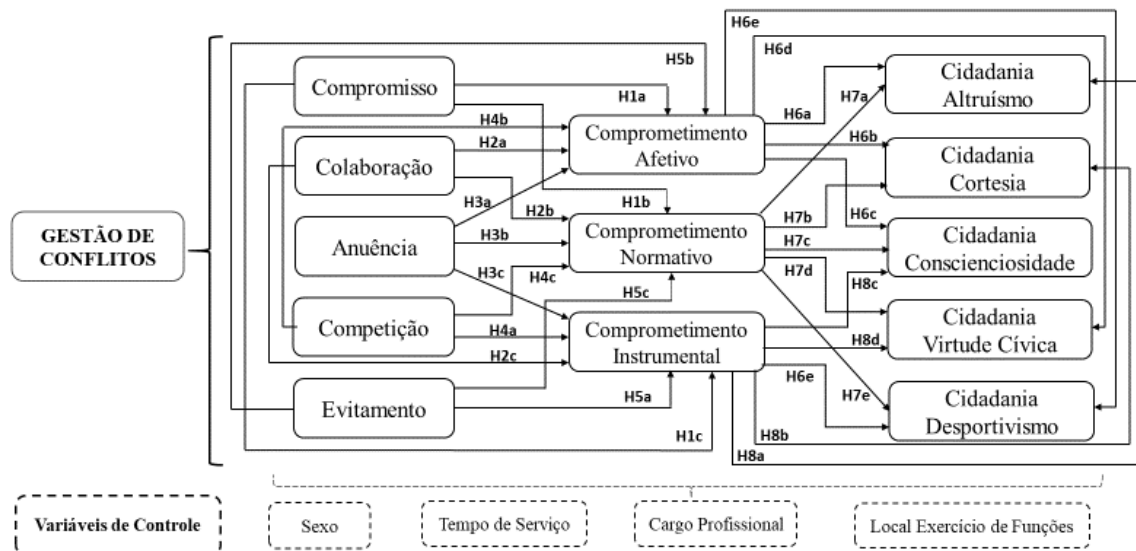 H6e
H6d
H5b
Compromisso
H1a
Cidadania
Altruísmo
H7a
H6a
H4b
Comprometimento
Afetivo
H2a
H6b
Colaboração
Cidadania
Cortesia
H3a
H2b
H1b
H7b
H6c
GESTÃO DE
CONFLITOS
Anuência
H3b
Comprometimento
Normativo
H7c
Cidadania
Conscienciosidade
H7d
H3c
H4c
H8c
H5c
Competição
Comprometimento
Instrumental
Cidadania
Virtude Cívica
H4a
H8d
H2c
H6e
H7e
Evitamento
H5a
Cidadania
Desportivismo
H1c
H8b
H8a
Variáveis de Controle
Sexo
Tempo de Serviço
Cargo Profissional
Local Exercício de Funções